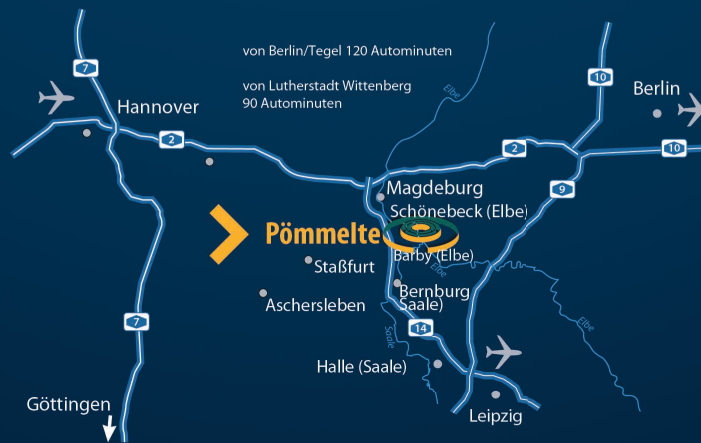 von Berlin/Tegel 120 Autominuten
7
10
von Lutherstadt Wittenberg
90 Autominuten
Elbe
Berlin
Hannover
2
2
10
9
Magdeburg
Schönebeck (Elbe)
Pömmelte
Barby (Elbe)
Elbe
Staßfurt
Bernburg
Saale)
Aschersleben
7
14
Elbe
Saale
Halle (Saale)
Göttingen
Leipzig